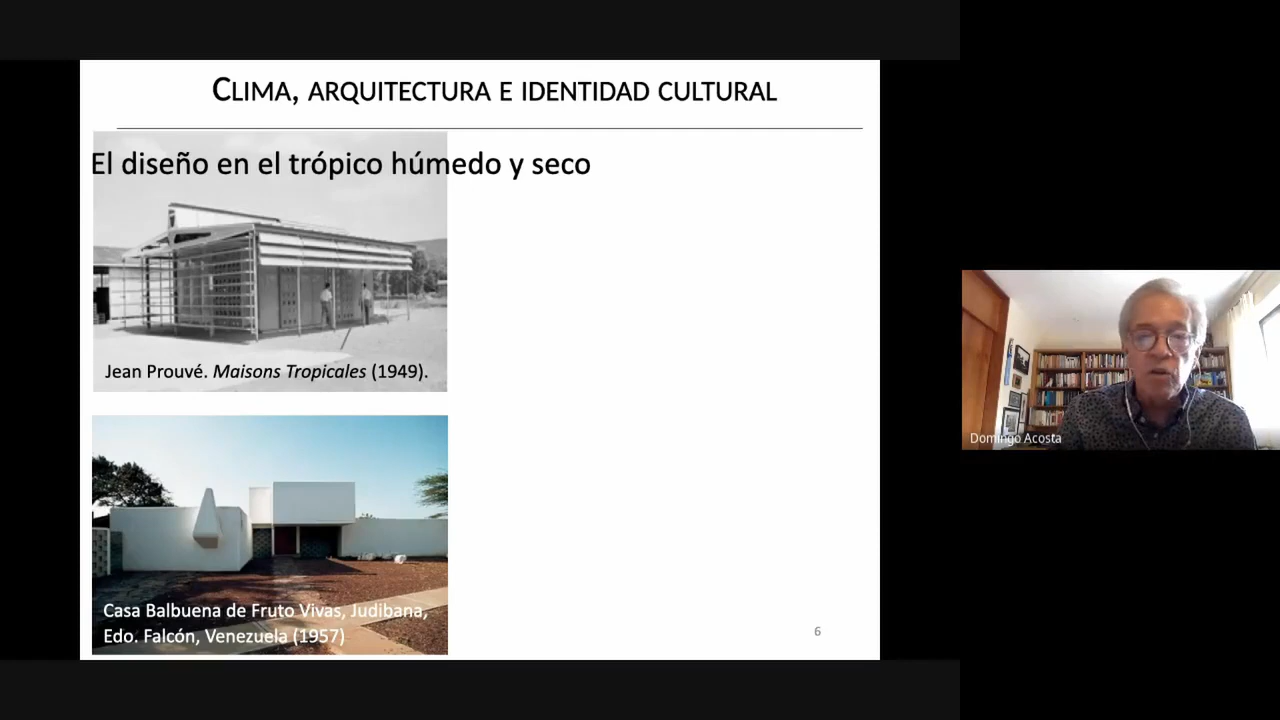 CLIMA, ARQUITECTURA E IDENTIDAD CULTURAL
El diseño en el trópico húmedo y seco
Jean Prouvé. Maisons Tropicales (1949).
Casa Balbuena de Fruto Vivas, Judibana,
Edo. Falcón, Venezuela (1957)
6
Domingo Acosta